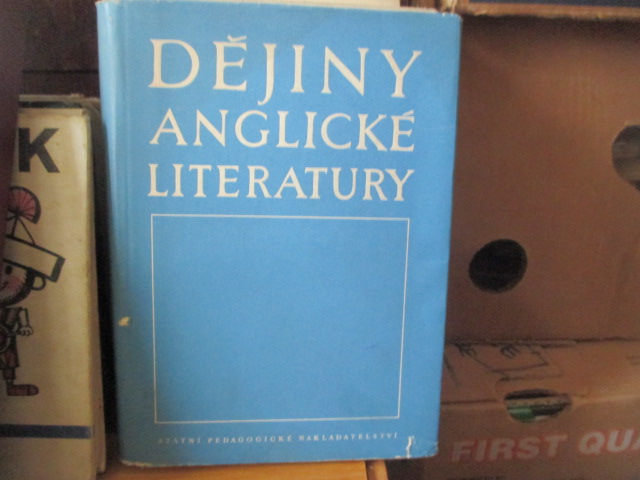 DĚJINY
ANGLICKÉ
LITERATURY
STÁTNÍ PEDAGOGICKÉ NAKLADATELSTVÍ
K
FIRST QUA